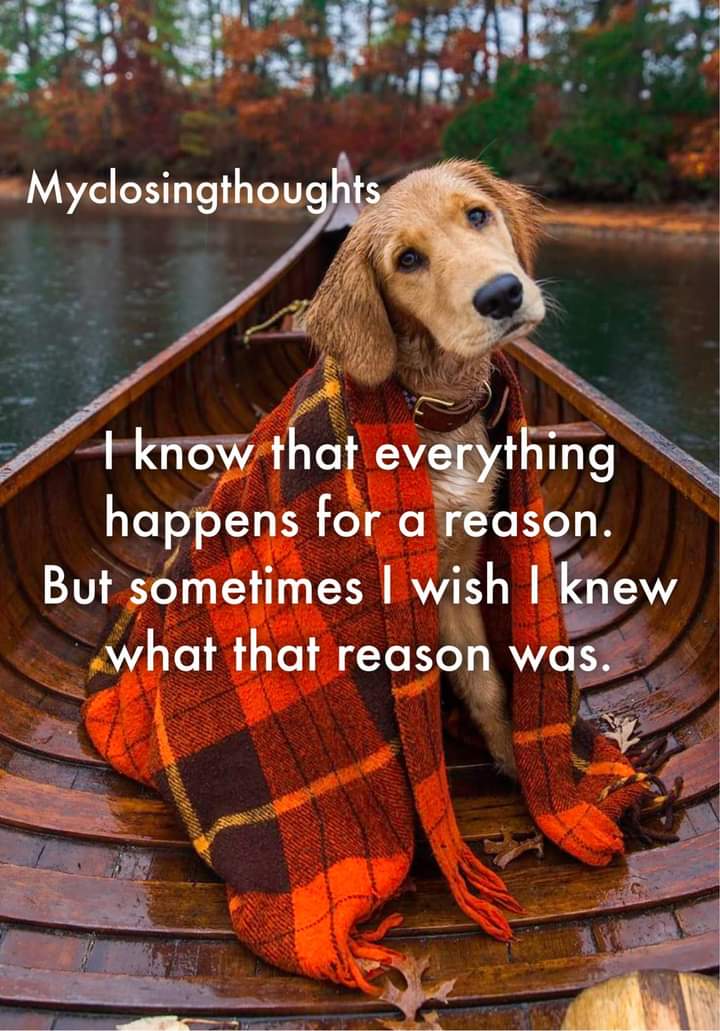 Myclosingthoughts
I know that everything
happens for a reason.
But sometimes I wish I knew
what that reason was.